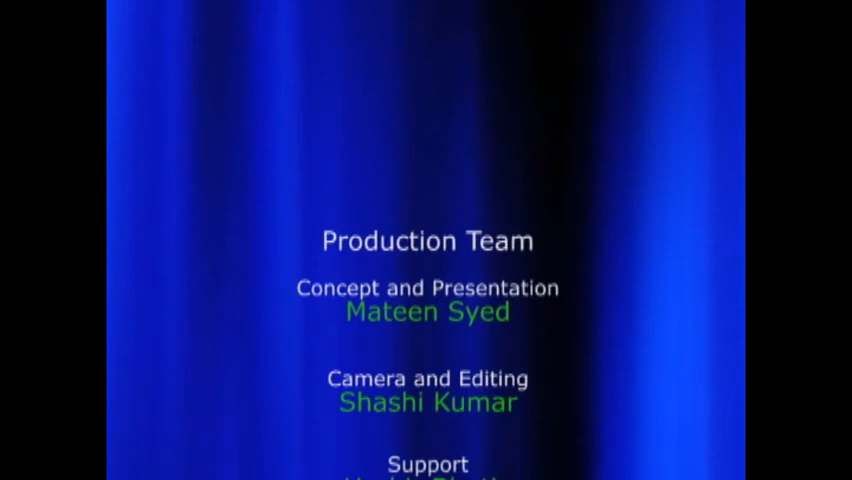 Production Team
Concept and Presentation
Mateen Syed
Camera and Editing
Shashi Kumar
Support